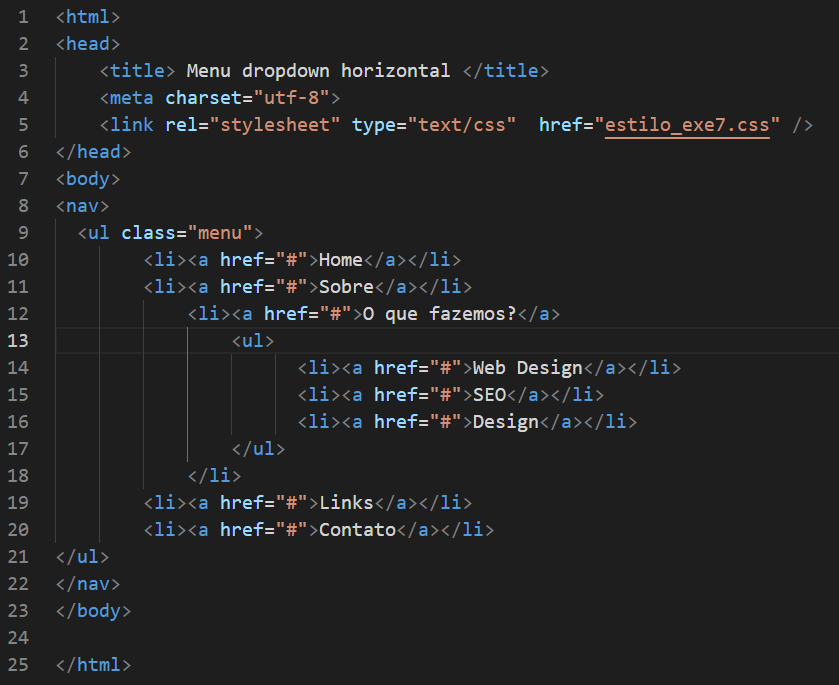 1 <html>
2 <head>
3     <title> Menu dropdown horizontal </title>
4     <meta charset="utf-8">
5     <link rel="stylesheet" type="text/css"  href="estilo_exe7.css" />
6 </head>
7 <body>
8 <nav>
9   <ul class="menu">
10         <li><a href="#">Home</a></li>
11         <li><a href="#">Sobre</a></li>
12             <li><a href="#">O que fazemos?</a>
13                 <ul>
14                       <li><a href="#">Web Design</a></li>
15                       <li><a href="#">SEO</a></li>
16                       <li><a href="#">Design</a></li>
17                 </ul>
18             </li>
19         <li><a href="#">Links</a></li>
20         <li><a href="#">Contato</a></li>
21 </ul>
22 </nav>
23 </body>
24
25 </html>